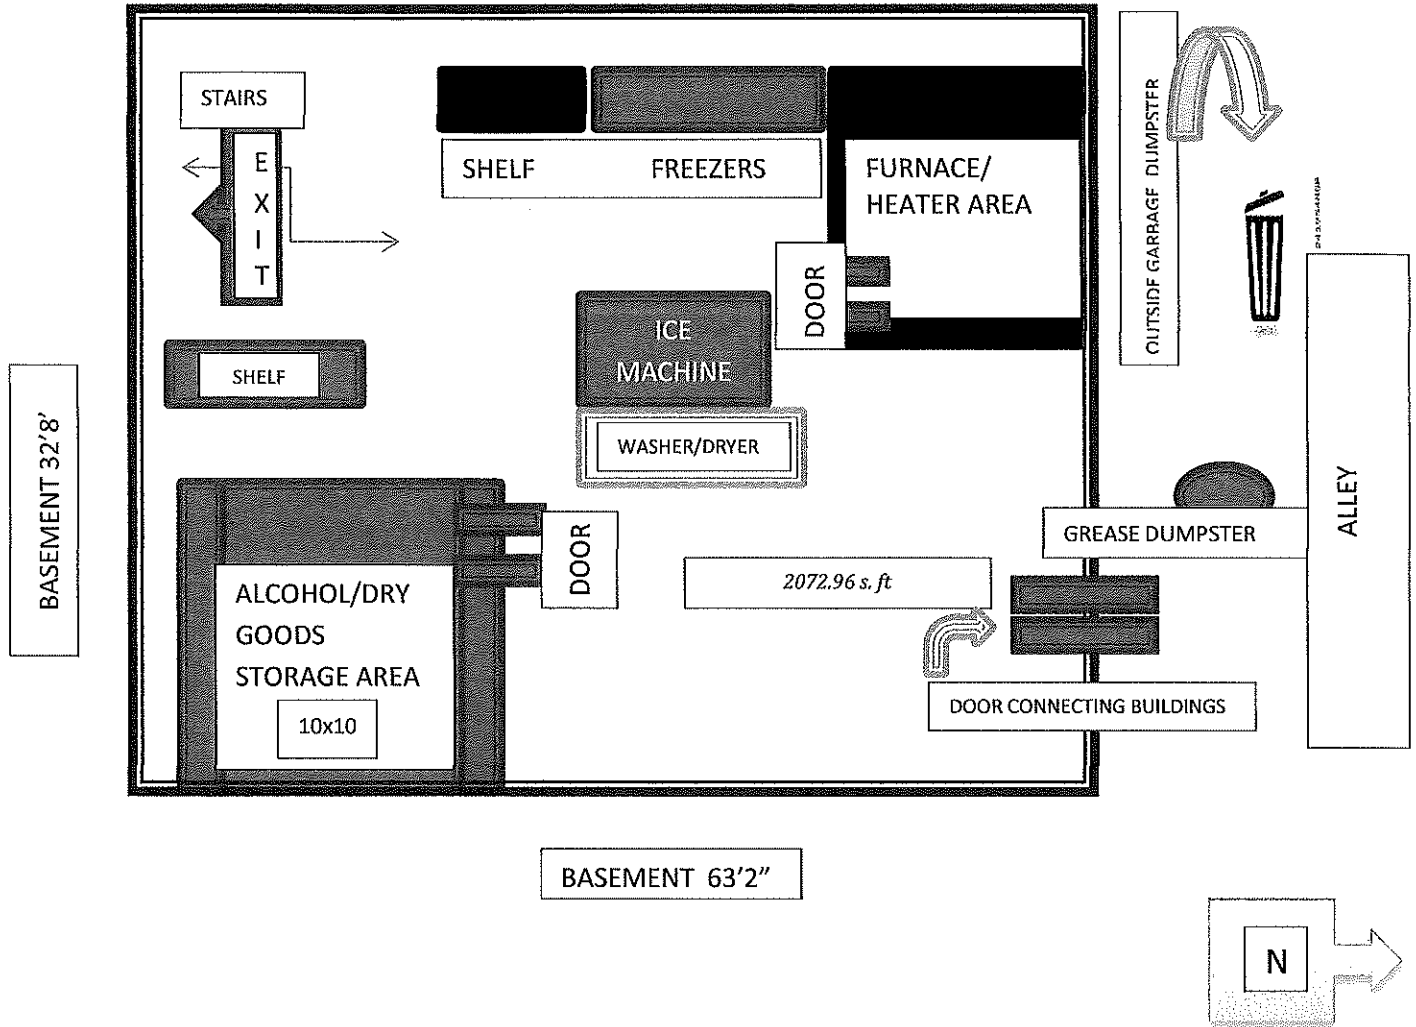 STAIRS
E
X
I
T
SHELF FREEZERS
FURNACE/
HEATER AREA
DOOR
ICE
MACHINE
WASHER/DRYER
SHELF
BASEMENT 32'8'
ALCOHOL/DRY
GOODS
STORAGE AREA
10x10
DOOR
2072.96 s. ft
OUTSIDE GARBAGE DUMPSTER
ALLEY
GREASE DUMPSTER
DOOR CONNECTING BUILDINGS
BASEMENT 63'2"
N